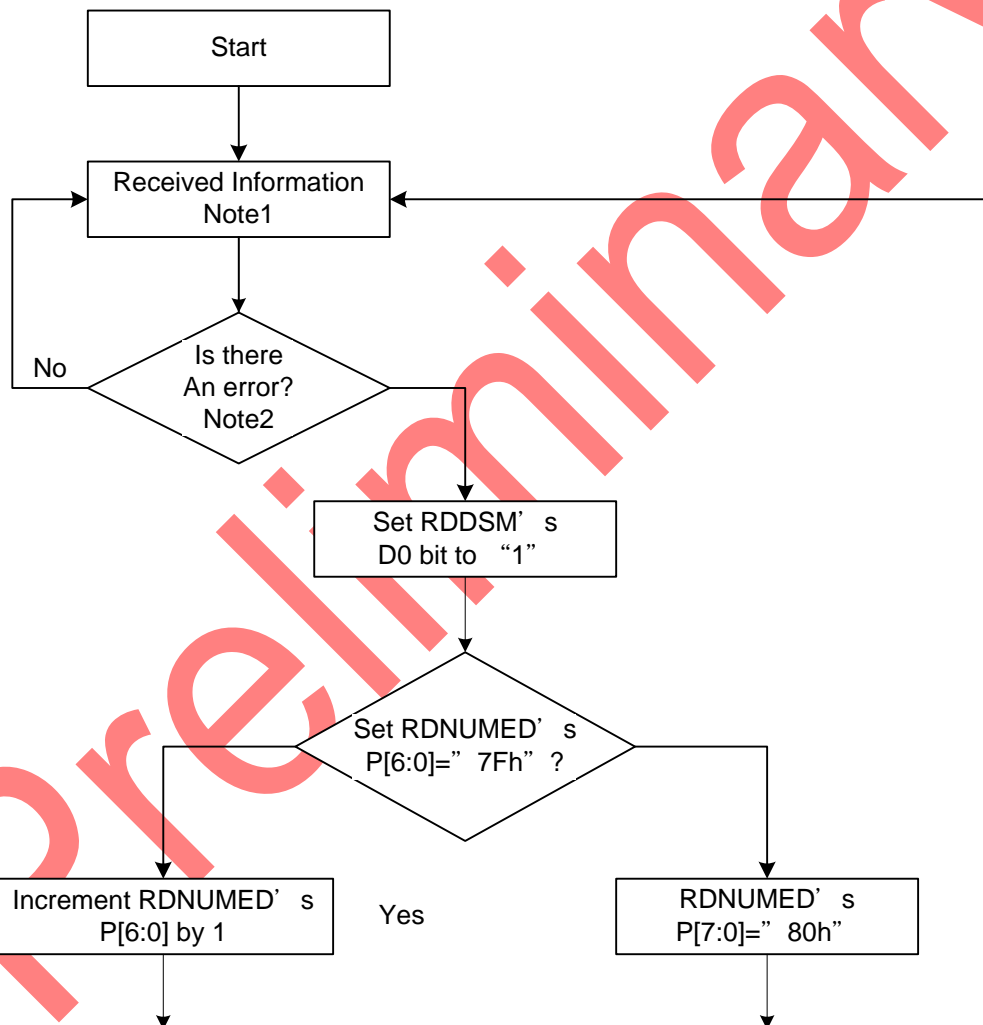 Start
Received Information
Note1
No
Is there
An error?
Note2
Set RDDSM’ s
D0 bit to “1”
Set RDNUMED’ s
P[6:0]=” 7Fh” ?
Increment RDNUMED’ s
P[6:0] by 1
Yes
RDNUMED’ s
P[7:0]=” 80h”
Preliminar